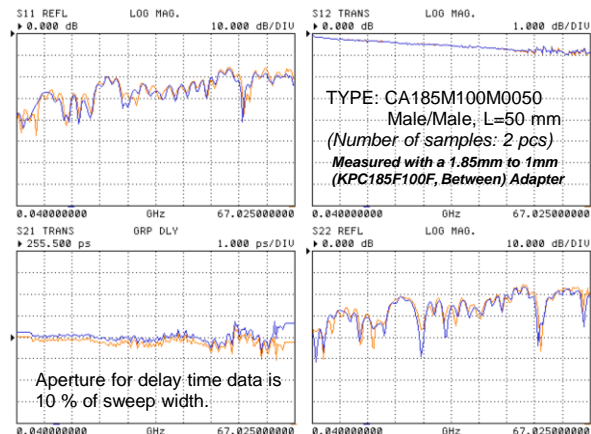 S11 REFL LOG MAG.
▶ 0.000 dB 10.000 dB/DIV
0.040000000 GHz 67.025000000
S12 TRANS LOG MAG.
▶ 0.000 dB 1.000 dB/DIV
TYPE: CA185M100M0050
Male/Male, L=50 mm
(Number of samples: 2 pcs)
Measured with a 1.85mm to 1mm
(KPC185F100F, Between) Adapter
0.040000000 GHz 67.025000000
S21 TRANS GRP DLY
▶ 255.500 ps 1.000 ps/DIV
Aperture for delay time data is
10 % of sweep width.
0.040000000 GHz 67.025000000
S22 REFL LOG MAG.
▶ 0.000 dB 10.000 dB/DIV
0.040000000 GHz 67.025000000